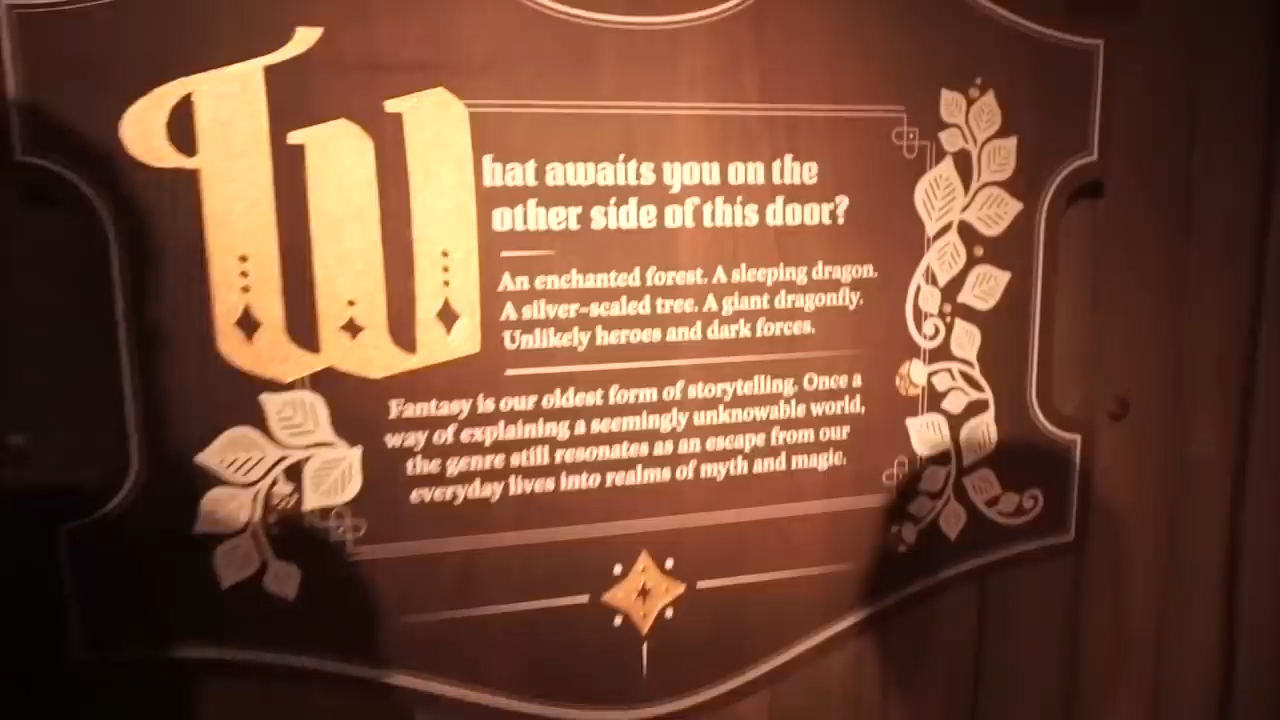 What awaits you on the
other side of this door?
An enchanted forest. A sleeping dragon.
A silver-scaled tree. A giant dragonfly.
Unlikely heroes and dark forces.
Fantasy is our oldest form of storytelling. Once a
way of explaining a seemingly unknowable world,
the genre still resonates as an escape from our
everyday lives into realms of myth and magic.